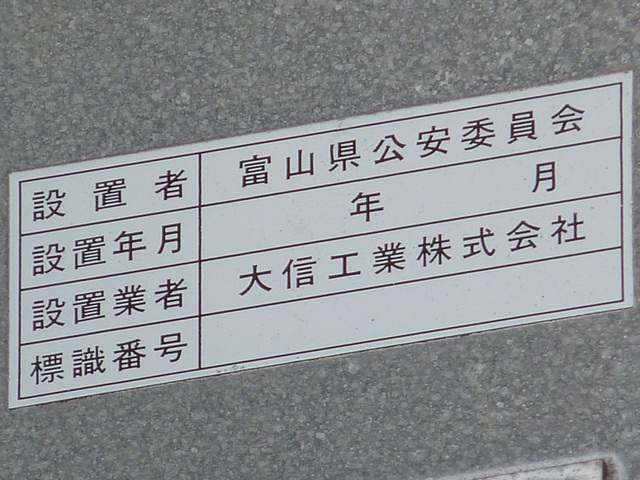 設置者 富山県公安委員会
設置年月 年 月
設置業者 大信工業株式会社
標識番号